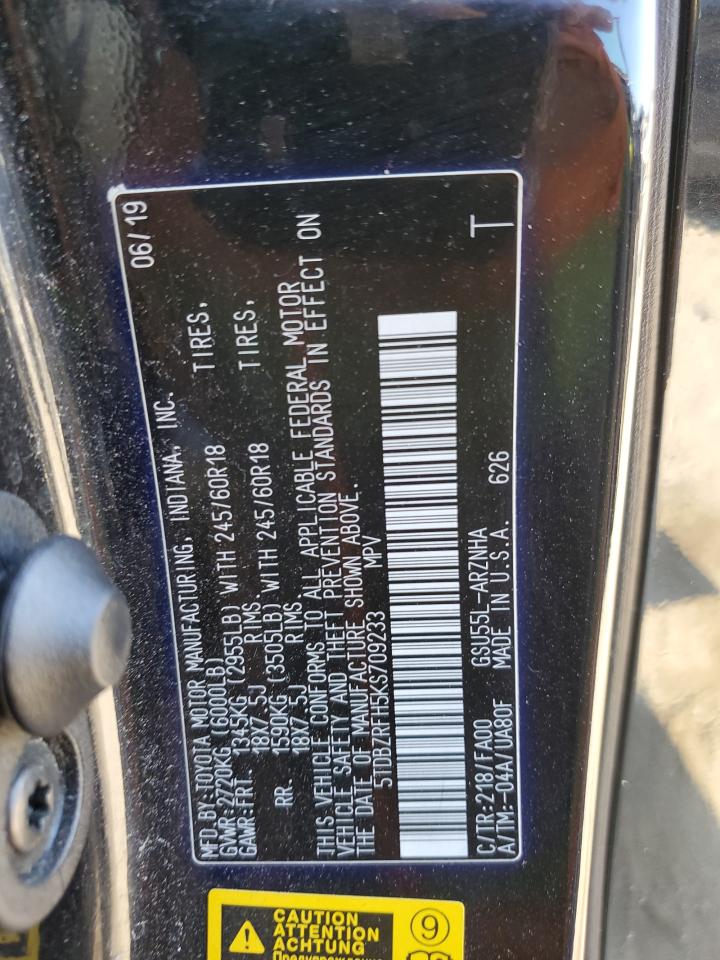 MFD.BY:TOYOTA MOTOR MANUFACTURING, INDIANA, INC. 06/19
GVWR:2720KG (6000LB)
GAWR:FRT. 1345KG (2955LB) WITH 245/60R18 TIRES,
18X7.5J RIMS
RR. 1590KG (3505LB) WITH 245/60R18 TIRES,
18X7.5J RIMS
THIS VEHICLE CONFORMS TO ALL APPLICABLE FEDERAL MOTOR
VEHICLE SAFETY AND THEFT PREVENTION STANDARDS IN EFFECT ON
THE DATE OF MANUFACTURE SHOWN ABOVE.
5TDBZRFH5KS709233 MPV
C/TR:218/FA00 GSU55L-ARZNHA T
A/TM:-04A/UA80F MADE IN U.S.A. 626
CAUTION
ATTENTION
ACHTUNG
9